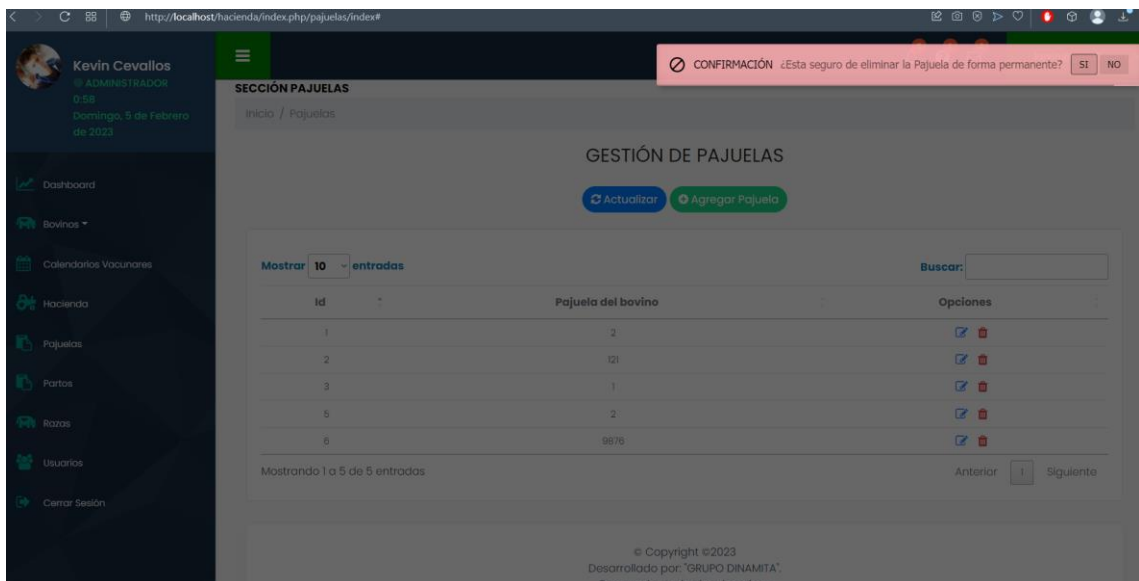 http://localhost/hacienda/index.php/pajuelas/index#
Kevin Cevallos
ADMINISTRADOR
0:58
Domingo, 5 de Febrero
de 2023
CONFIRMACIÓN ¿Esta seguro de eliminar la Pajuela de forma permanente? SI NO
SECCIÓN PAJUELAS
Inicio / Pajuelas
GESTIÓN DE PAJUELAS
Actualizar Agregar Pajuela
Dashboard
Bovinos
Calendarios Vacunares
Hacienda
Pajuelas
Partos
Razas
Usuarios
Cerrar Sesión
Mostrar 10 entradas Buscar:
Id Pajuela del bovino Opciones
1 2
2 121
3 1
5 2
6 9876
Mostrando 1 a 5 de 5 entradas Anterior 1 Siguiente
© Copyright ©2023
Desarrollado por: "GRUPO DINAMITA".